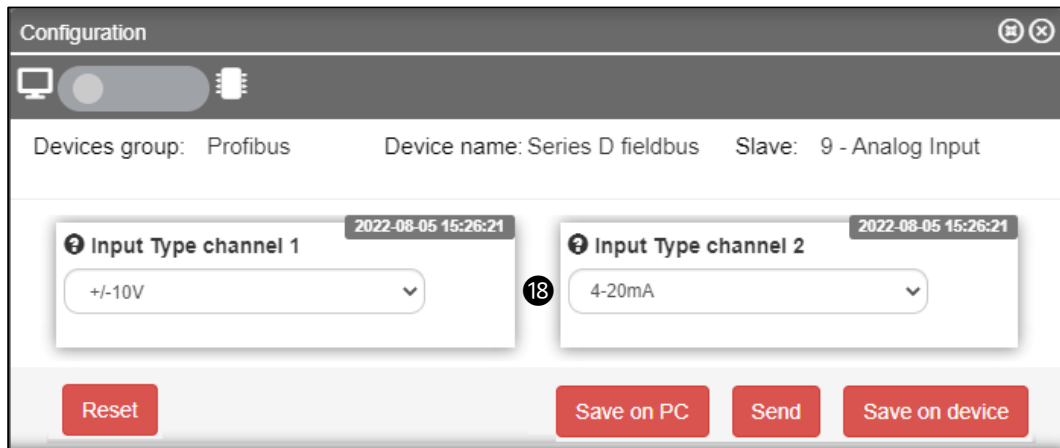 Configuration
Devices group: Profibus Device name: Series D fieldbus Slave: 9 - Analog Input
2022-08-05 15:26:21
Input Type channel 1
+/-10V
18
2022-08-05 15:26:21
Input Type channel 2
4-20mA
Reset Save on PC Send Save on device